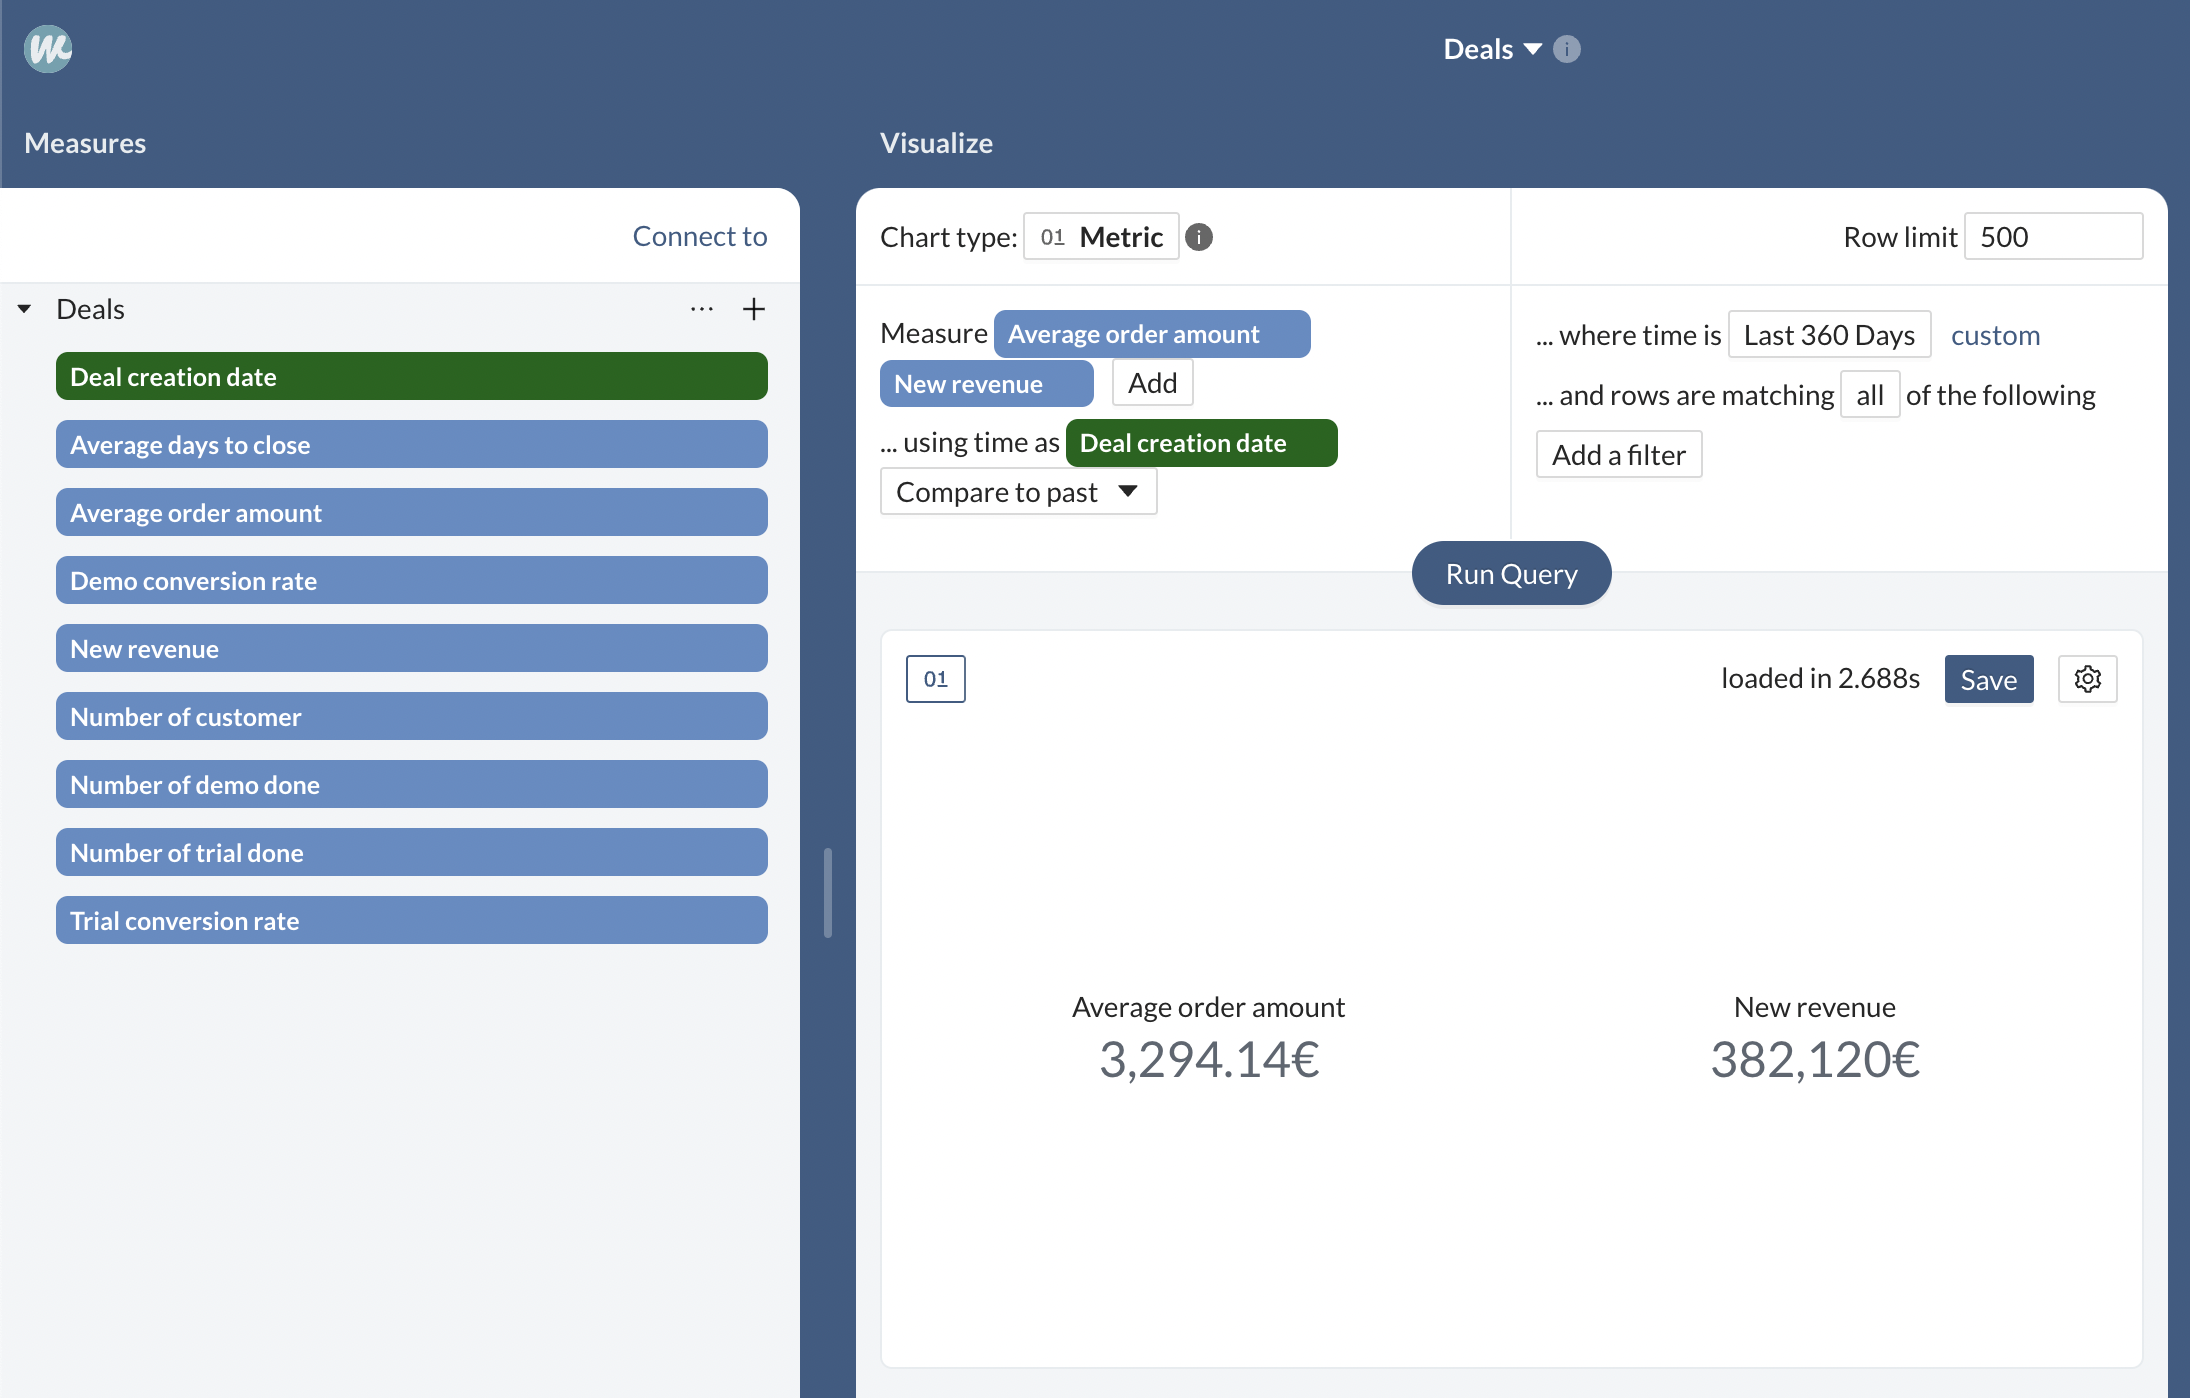 Deals
Measures
Visualize
Connect to
Deals
Deal creation date
Average days to close
Average order amount
Demo conversion rate
New revenue
Number of customer
Number of demo done
Number of trial done
Trial conversion rate
Chart type: 01 Metric
Row limit 500
Measure Average order amount
New revenue Add
... using time as Deal creation date
Compare to past
... where time is Last 360 Days custom
... and rows are matching all of the following
Add a filter
Run Query
01
loaded in 2.688s Save
Average order amount
3,294.14€
New revenue
382,120€